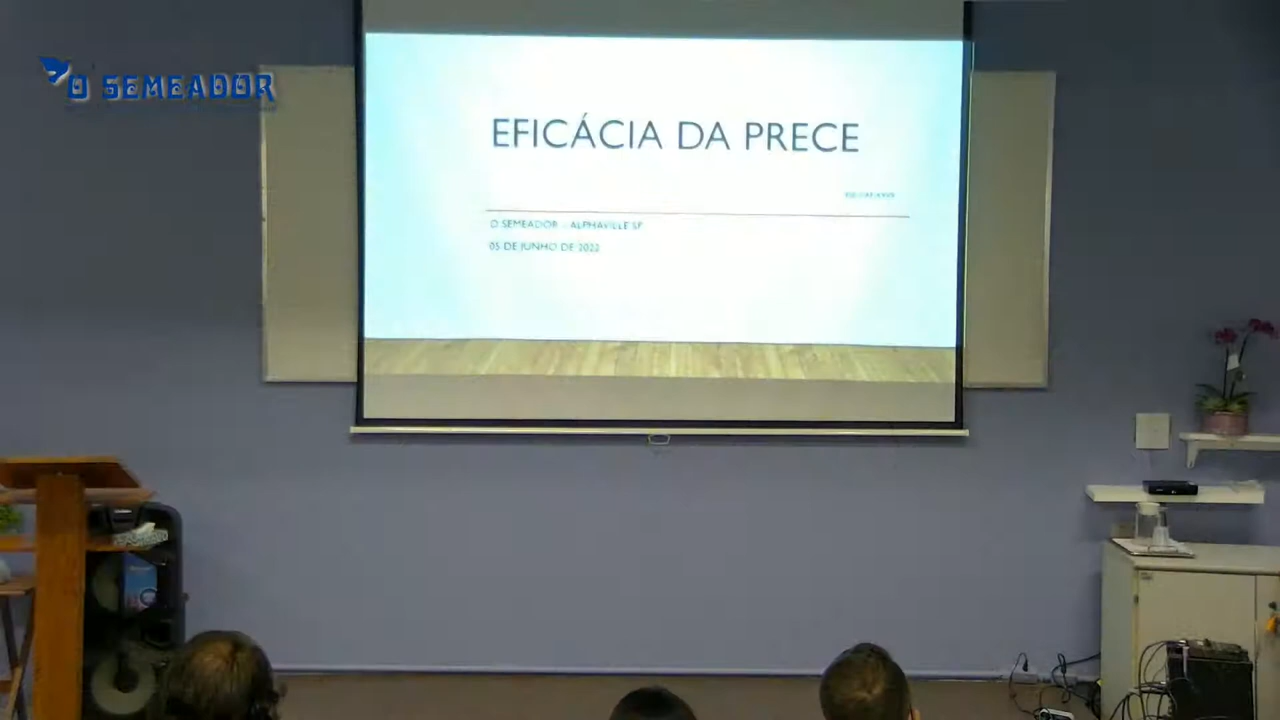 O SEMEADOR
EFICÁCIA DA PRECE
O SEMEADOR - ALPHAVILLE SP
05 DE JUNHO DE 2022